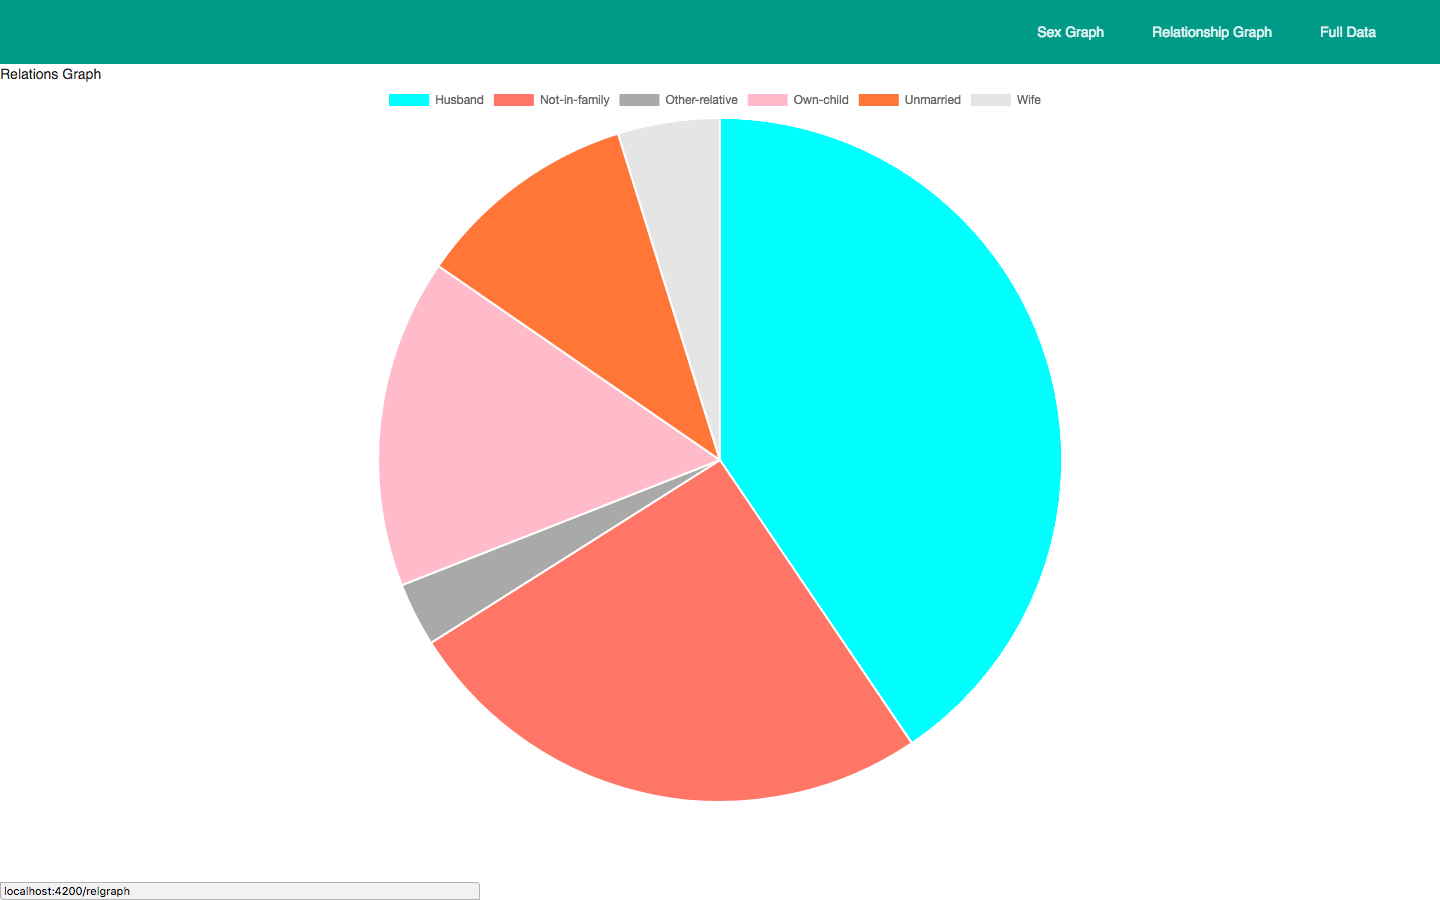 Sex Graph Relationship Graph Full Data
Relations Graph
Husband Not-in-family Other-relative Own-child Unmarried Wife
localhost:4200/relgraph